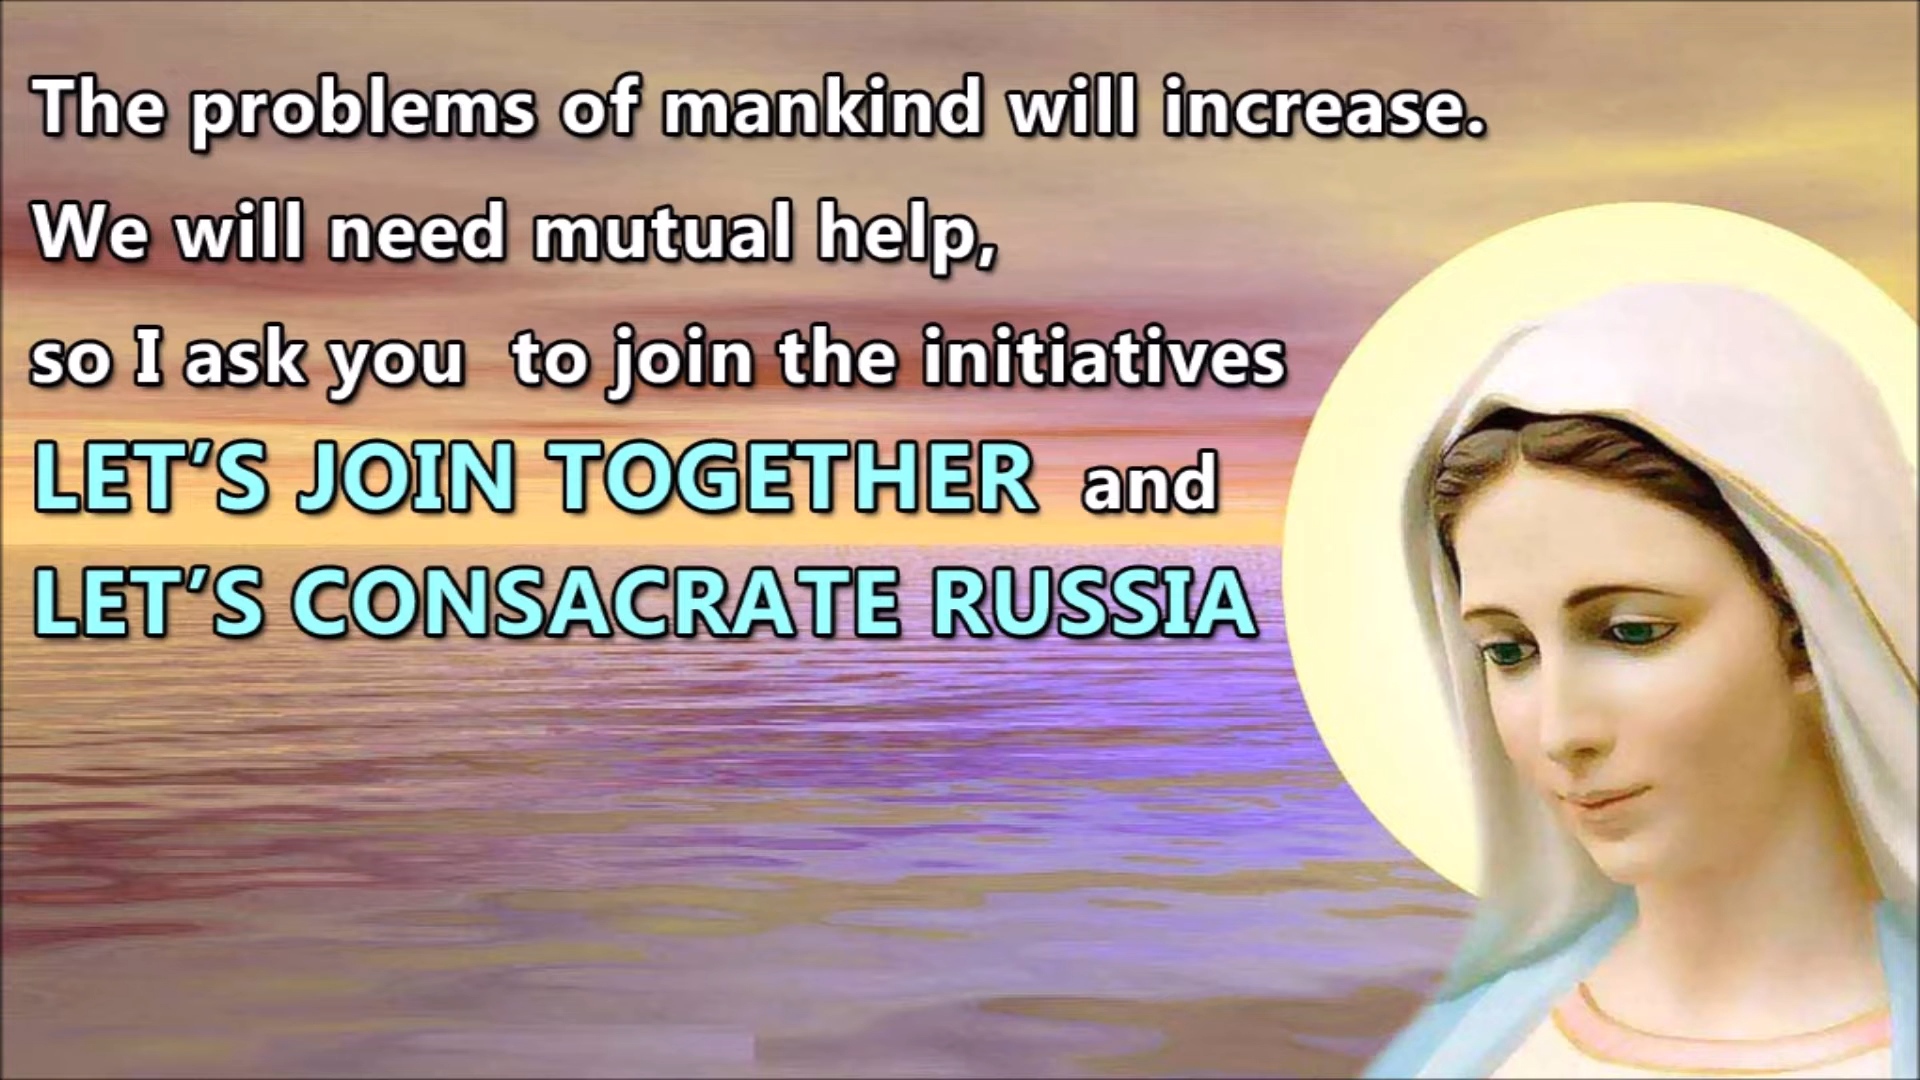 The problems of mankind will increase.
We will need mutual help,
so I ask you  to join the initiatives
LET’S JOIN TOGETHER  and
LET’S CONSACRATE RUSSIA